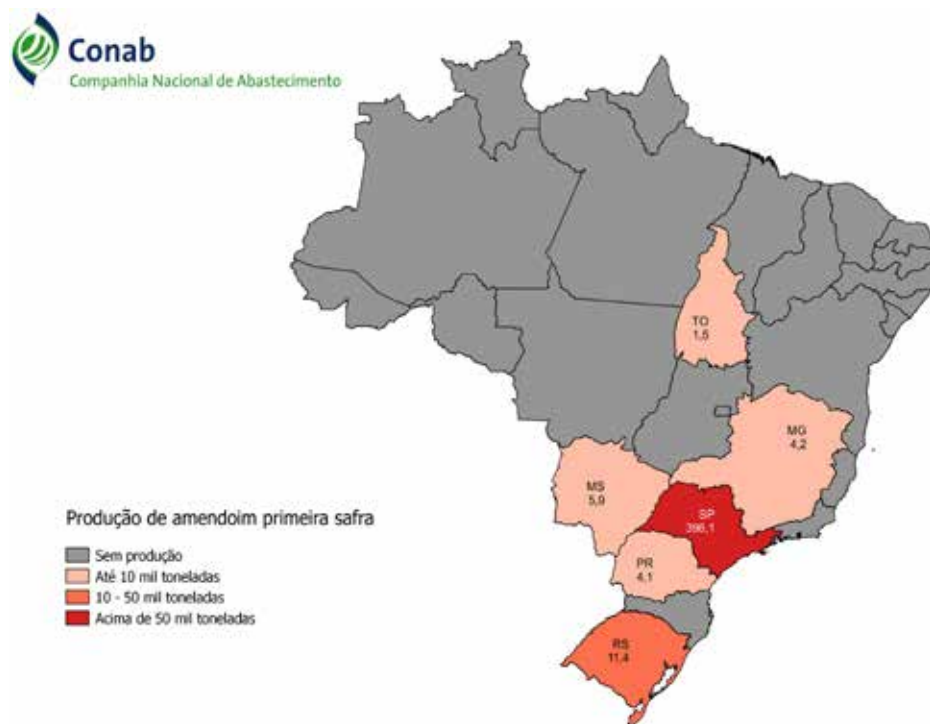 Conab
Companhia Nacional de Abastecimento
TO
1,5
MG
4,2
MS
5,9
SP
396,1
PR
4,1
RS
11,4
Produção de amendoim primeira safra
Sem produção
Até 10 mil toneladas
10 - 50 mil toneladas
Acima de 50 mil toneladas